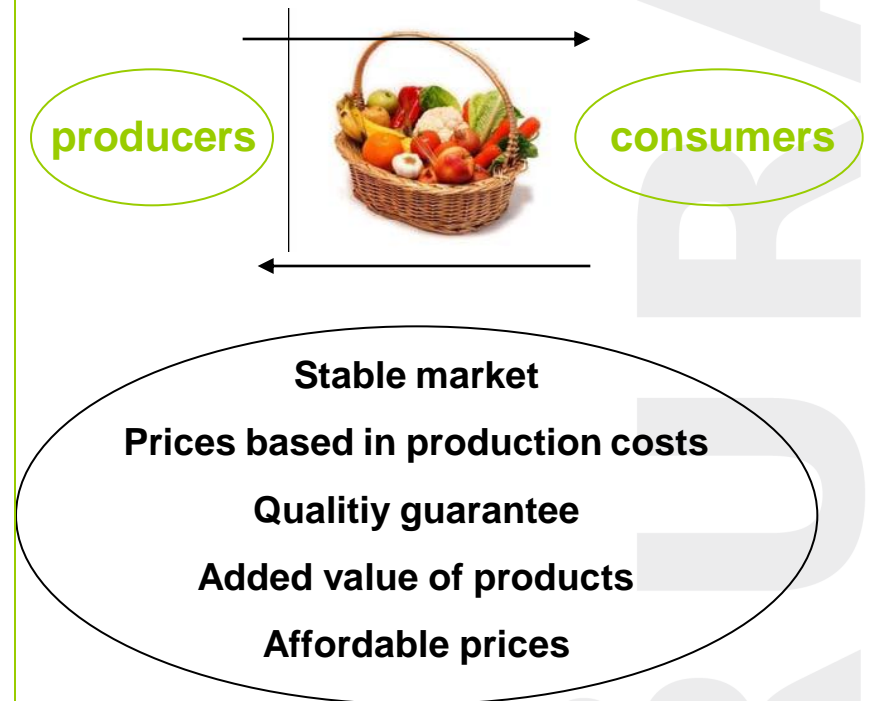 producers
consumers
Stable market
Prices based in production costs
Qualitiy guarantee
Added value of products
Affordable prices
R U R A